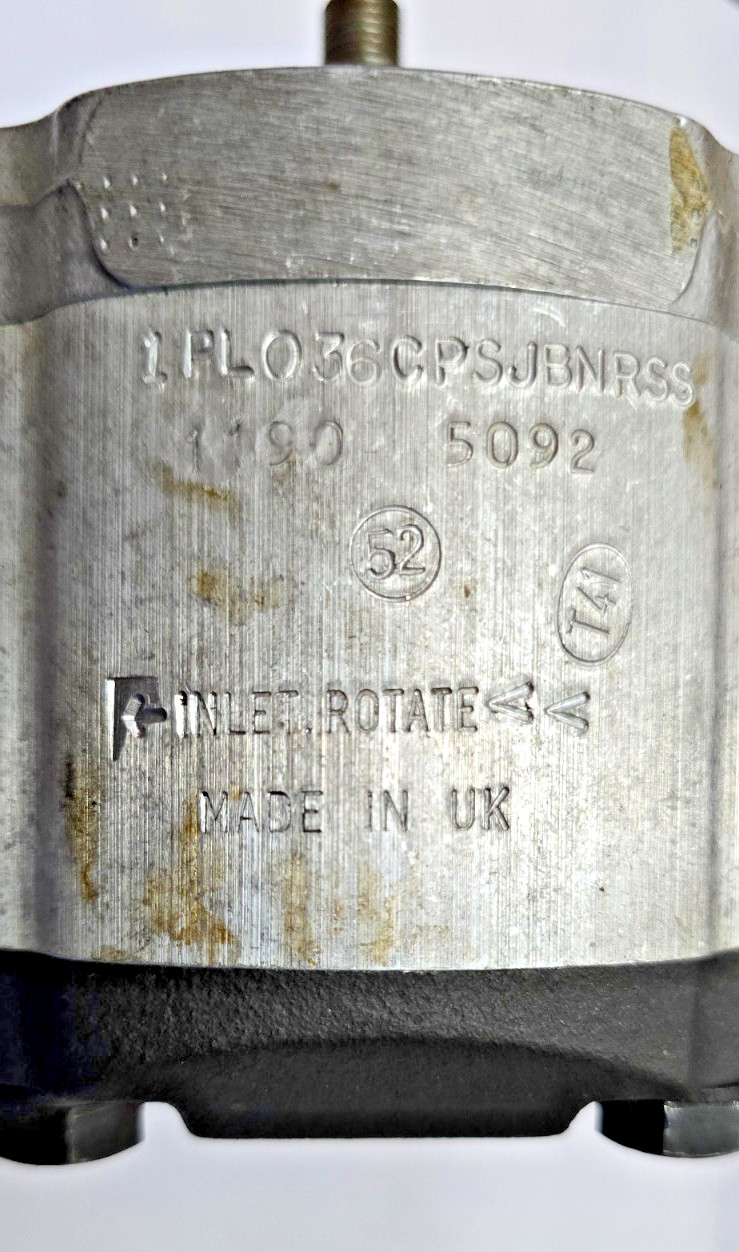 1PL036CPSJBNRSS
1190 5092
52
T41
INLET. ROTATE <<
MADE IN UK